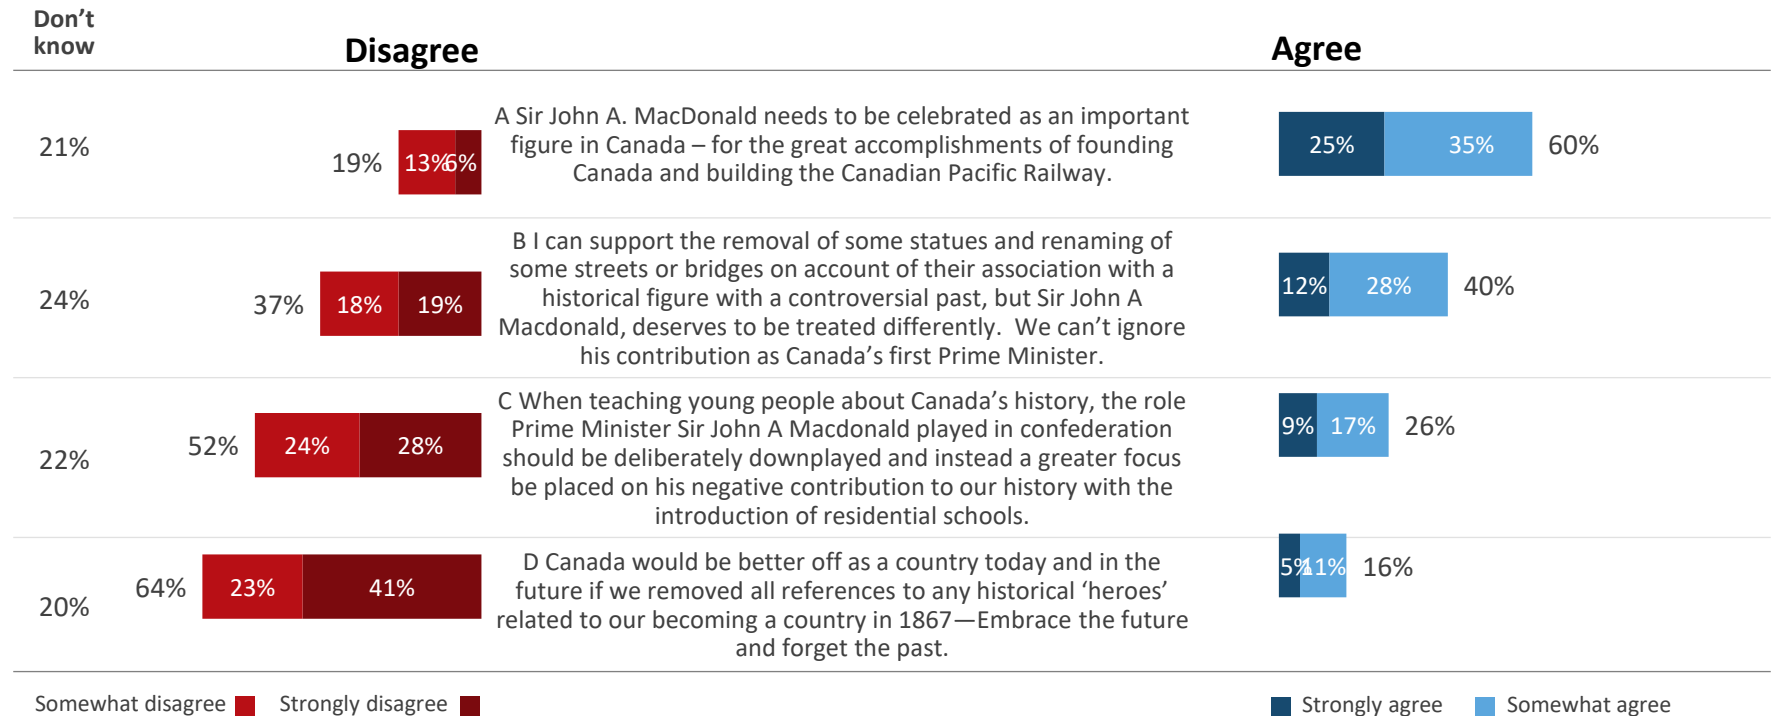 Don’t
know
Disagree
Agree
21%
19%
13%
6%
A Sir John A. MacDonald needs to be celebrated as an important
figure in Canada – for the great accomplishments of founding
Canada and building the Canadian Pacific Railway.
25%
35%
60%
24%
37%
18%
19%
B I can support the removal of some statues and renaming of
some streets or bridges on account of their association with a
historical figure with a controversial past, but Sir John A
Macdonald, deserves to be treated differently.  We can’t ignore
his contribution as Canada’s first Prime Minister.
12%
28%
40%
22%
52%
24%
28%
C When teaching young people about Canada’s history, the role
Prime Minister Sir John A Macdonald played in confederation
should be deliberately downplayed and instead a greater focus
be placed on his negative contribution to our history with the
introduction of residential schools.
9%
17%
26%
20%
64%
23%
41%
D Canada would be better off as a country today and in the
future if we removed all references to any historical ‘heroes’
related to our becoming a country in 1867—Embrace the future
and forget the past.
5%
11%
16%
Somewhat disagree
Strongly disagree
Strongly agree
Somewhat agree